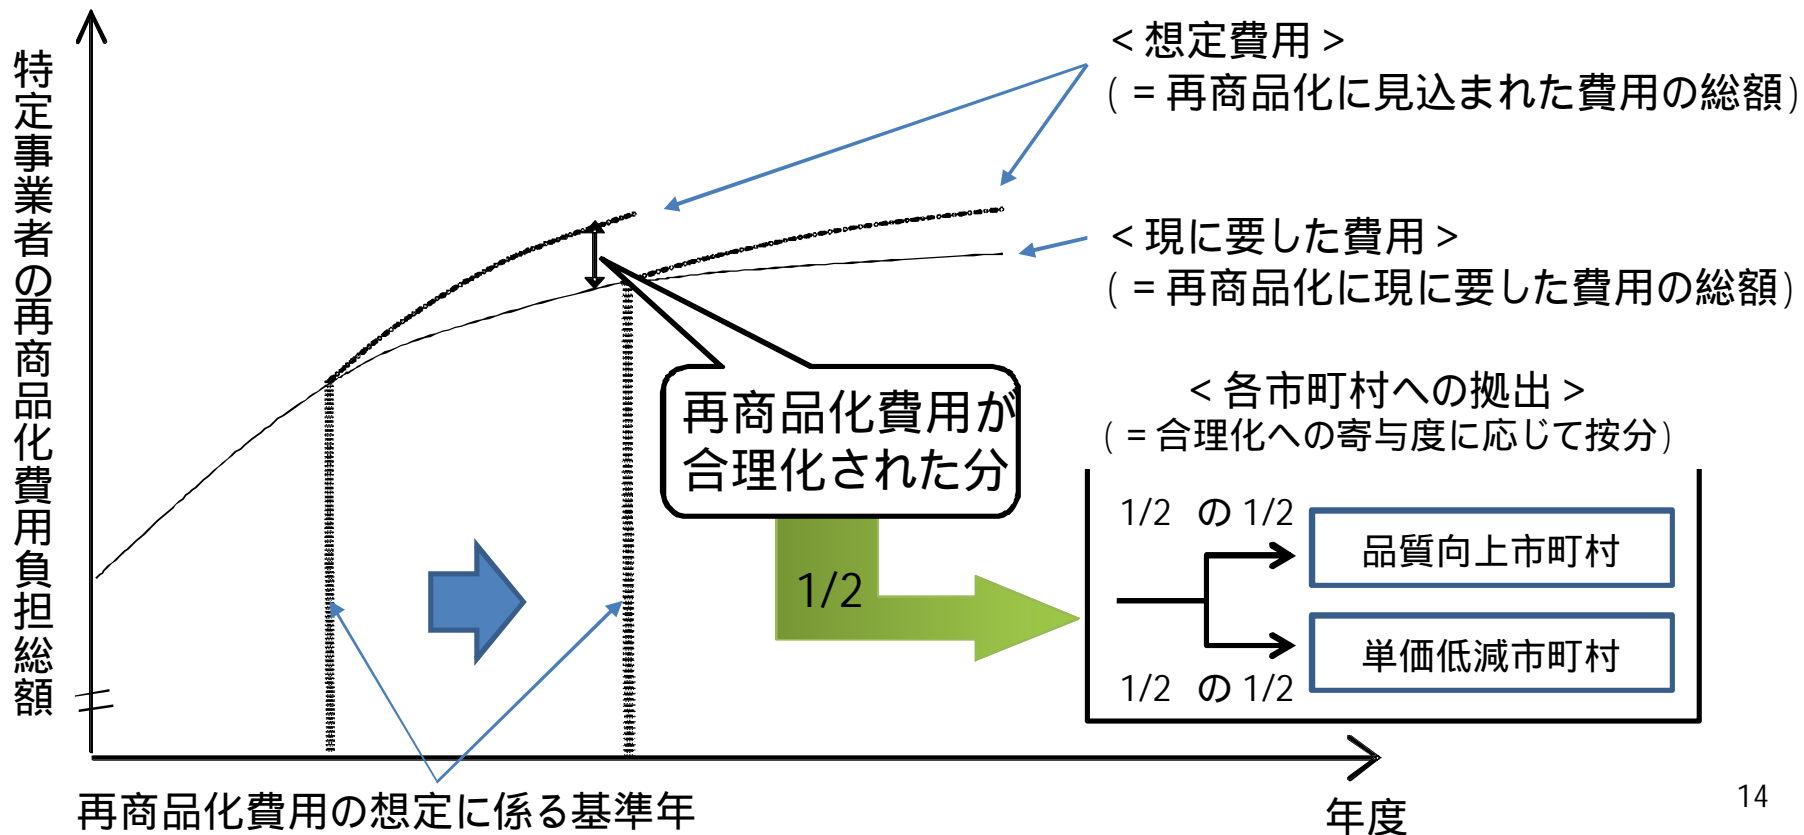 特定事業者の再商品化費用負担総額
<想定費用>
(=再商品化に見込まれた費用の総額)
<現に要した費用>
(=再商品化に現に要した費用の総額)
再商品化費用が
合理化された分
<各市町村への拠出>
(=合理化への寄与度に応じて按分)
1/2
1/2 の 1/2
品質向上市町村
単価低減市町村
1/2 の 1/2
再商品化費用の想定に係る基準年
年度
14